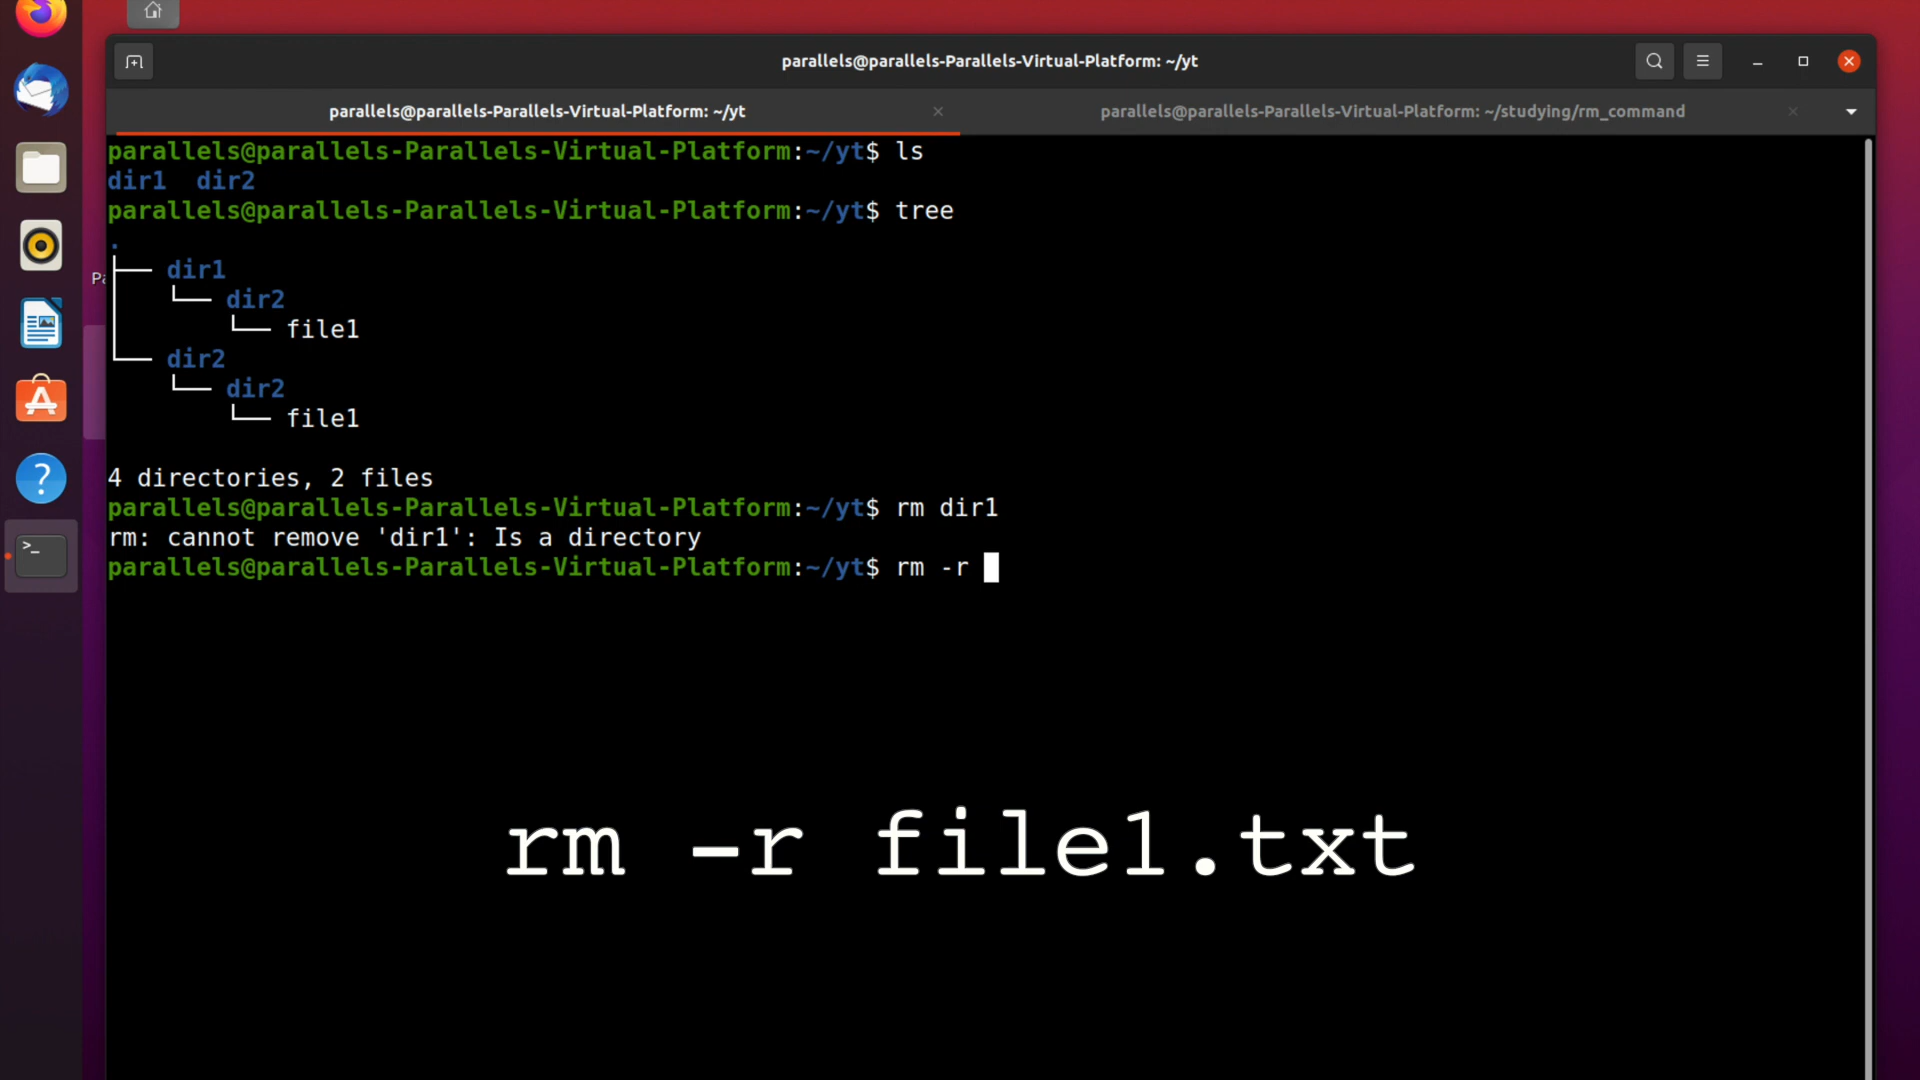 parallels@parallels-Parallels-Virtual-Platform: ~/yt
parallels@parallels-Parallels-Virtual-Platform: ~/yt
parallels@parallels-Parallels-Virtual-Platform: ~/studying/rm_command
parallels@parallels-Parallels-Virtual-Platform:~/yt$ ls
dir1  dir2
parallels@parallels-Parallels-Virtual-Platform:~/yt$ tree
.
├── dir1
│   └── dir2
│       └── file1
└── dir2
    └── dir2
        └── file1
4 directories, 2 files
parallels@parallels-Parallels-Virtual-Platform:~/yt$ rm dir1
rm: cannot remove 'dir1': Is a directory
parallels@parallels-Parallels-Virtual-Platform:~/yt$ rm -r
Pa
rm -r file1.txt